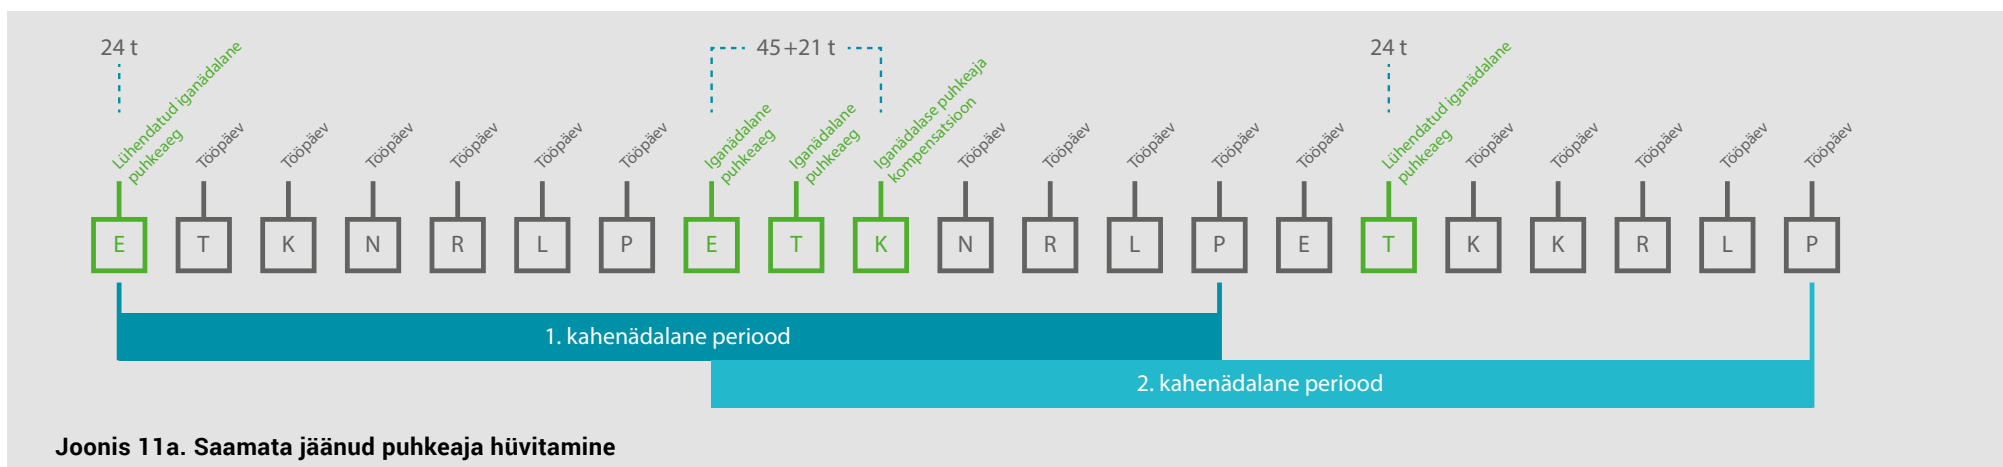 24 t
45+21 t
24 t
Lühendatud iganädalane
puhkeaeg
Tööpäev
Tööpäev
Tööpäev
Tööpäev
Tööpäev
Tööpäev
Iganädalane
puhkeaeg
Iganädalane
puhkeaeg
Iganädalase puhkeaja
kompensatsioon
Tööpäev
Tööpäev
Tööpäev
Tööpäev
Tööpäev
Lühendatud iganädalane
puhkeaeg
Tööpäev
Tööpäev
Tööpäev
Tööpäev
Tööpäev
E T K N R L P E T K N R L P E T K K R L P
1. kahenädalane periood
2. kahenädalane periood
Joonis 11a. Saamata jäänud puhkeaja hüvitamine